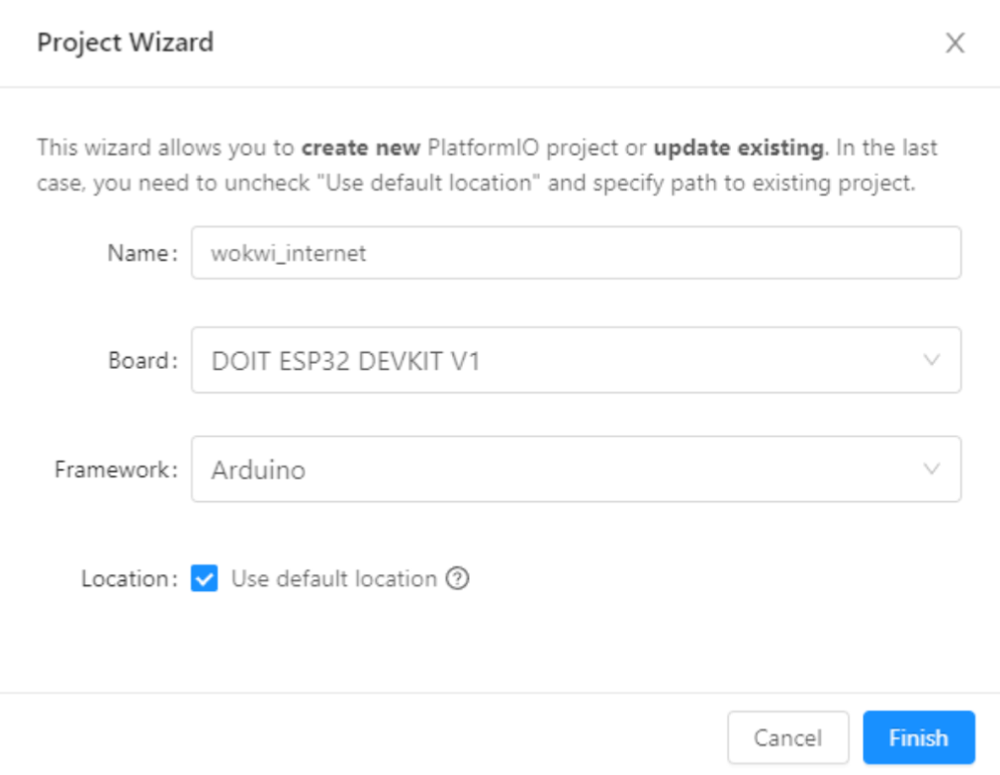 Project Wizard
This wizard allows you to create new PlatformIO project or update existing. In the last
case, you need to uncheck "Use default location" and specify path to existing project.
Name: wokwi_internet
Board: DOIT ESP32 DEVKIT V1
Framework: Arduino
Location: Use default location
Cancel Finish